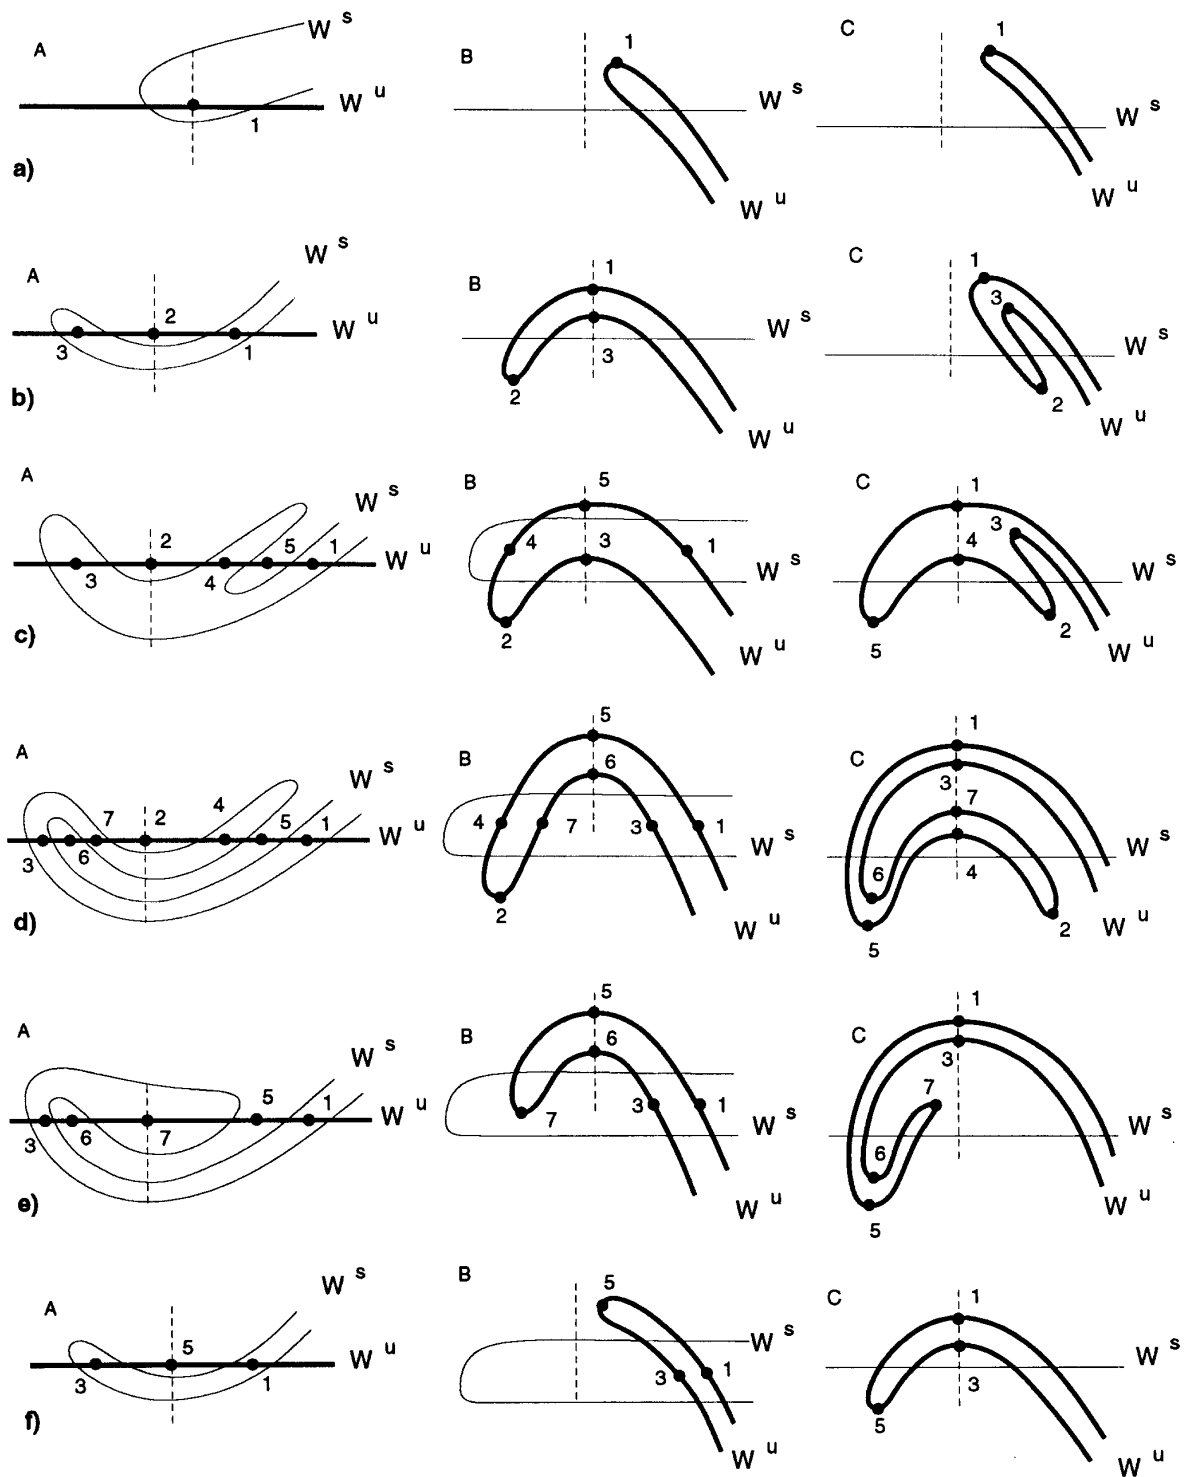 A W s W u 1 B 1 W s W u C 1 W s W u
a)
A W s 2 W u 3 1 B 1 W s 3 2 W u C 1 3 W s 2 W u
b)
A W s 2 5 1 W u 3 4 B 5 4 3 1 W s 2 W u C 1 3 4 W s 5 2 W u
c)
A W s 7 2 4 5 1 W u 3 6 B 5 6 4 7 3 1 W s 2 W u C 1 3 7 W s 6 4 5 2 W u
d)
A W s 5 1 W u 3 6 7 B 5 6 3 1 7 W s W u C 1 3 7 W s 6 5 W u
e)
A W s 5 W u 3 1 B 5 W s 3 1 W u C 1 W s 3 5 W u
f)